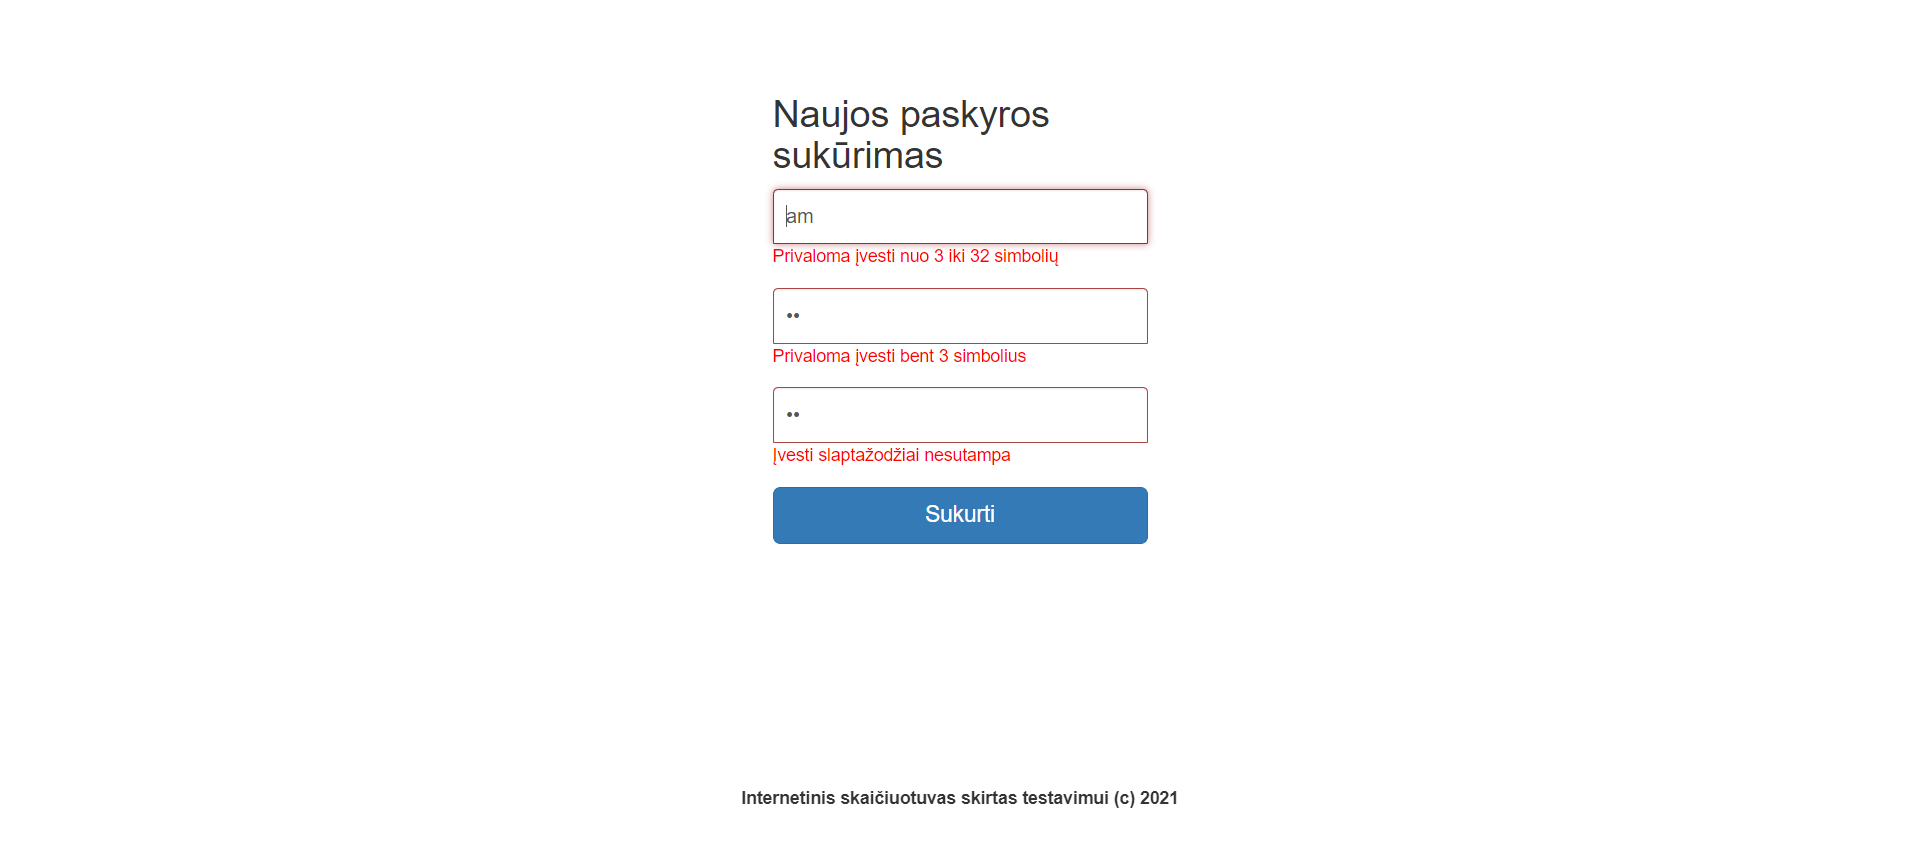 Naujos paskyros
sukūrimas
am
Privaloma įvesti nuo 3 iki 32 simbolių
••
Privaloma įvesti bent 3 simbolius
••
Įvesti slaptažodžiai nesutampa
Sukurti
Internetinis skaičiuotuvas skirtas testavimui (c) 2021